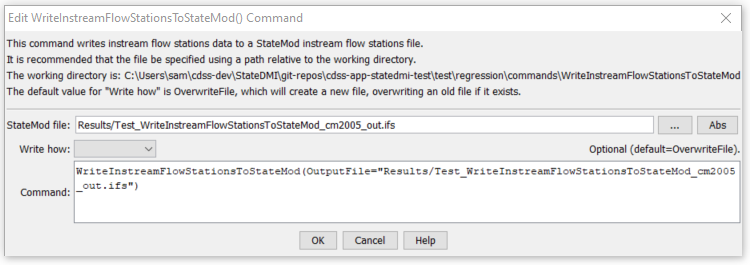 Edit WriteInstreamFlowStationsToStateMod() Command
This command writes instream flow stations data to a StateMod instream flow stations file.
It is recommended that the file be specified using a path relative to the working directory.
The working directory is: C:\Users\sam\cdss-dev\StateDMI\git-repos\cdss-app-statedmi-test\test\regression\commands\WriteInstreamFlowStationsToStateMod
The default value for "Write how" is OverwriteFile, which will create a new file, overwriting an old file if it exists.
StateMod file: Results/Test_WriteInstreamFlowStationsToStateMod_cm2005_out.ifs ... Abs
Write how: Optional (default=OverwriteFile).
WriteInstreamFlowStationsToStateMod(OutputFile="Results/Test_WriteInstreamFlowStationsToStateMod_cm2005
_out.ifs")
Command:
OK Cancel Help